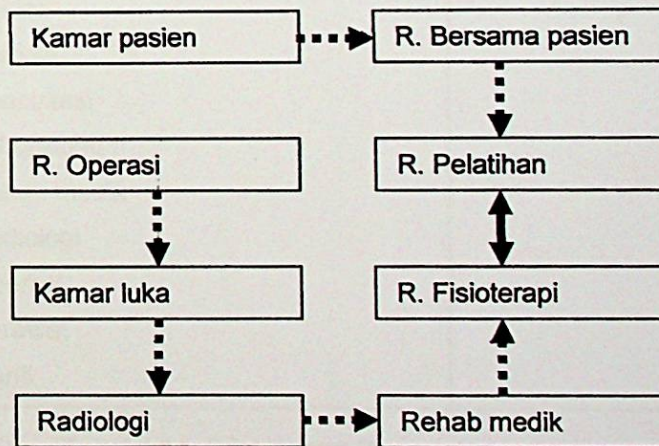 Kamar pasien
R. Bersama pasien
R. Operasi
R. Pelatihan
Kamar luka
R. Fisioterapi
Radiologi
Rehab medik